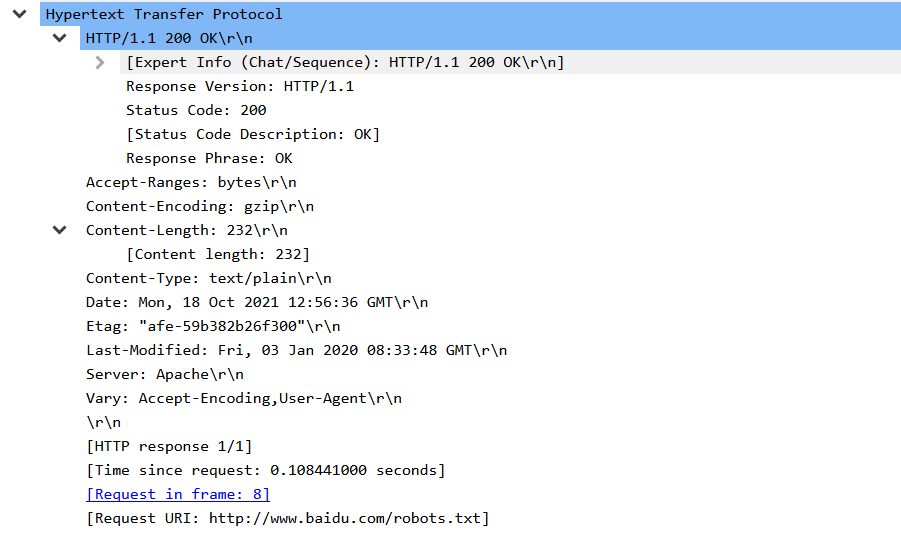 Hypertext Transfer Protocol
HTTP/1.1 200 OK\r\n
[Expert Info (Chat/Sequence): HTTP/1.1 200 OK\r\n]
Response Version: HTTP/1.1
Status Code: 200
[Status Code Description: OK]
Response Phrase: OK
Accept-Ranges: bytes\r\n
Content-Encoding: gzip\r\n
Content-Length: 232\r\n
[Content length: 232]
Content-Type: text/plain\r\n
Date: Mon, 18 Oct 2021 12:56:36 GMT\r\n
Etag: "afe-59b382b26f300"\r\n
Last-Modified: Fri, 03 Jan 2020 08:33:48 GMT\r\n
Server: Apache\r\n
Vary: Accept-Encoding,User-Agent\r\n
\r\n
[HTTP response 1/1]
[Time since request: 0.108441000 seconds]
[Request in frame: 8]
[Request URI: http://www.baidu.com/robots.txt]